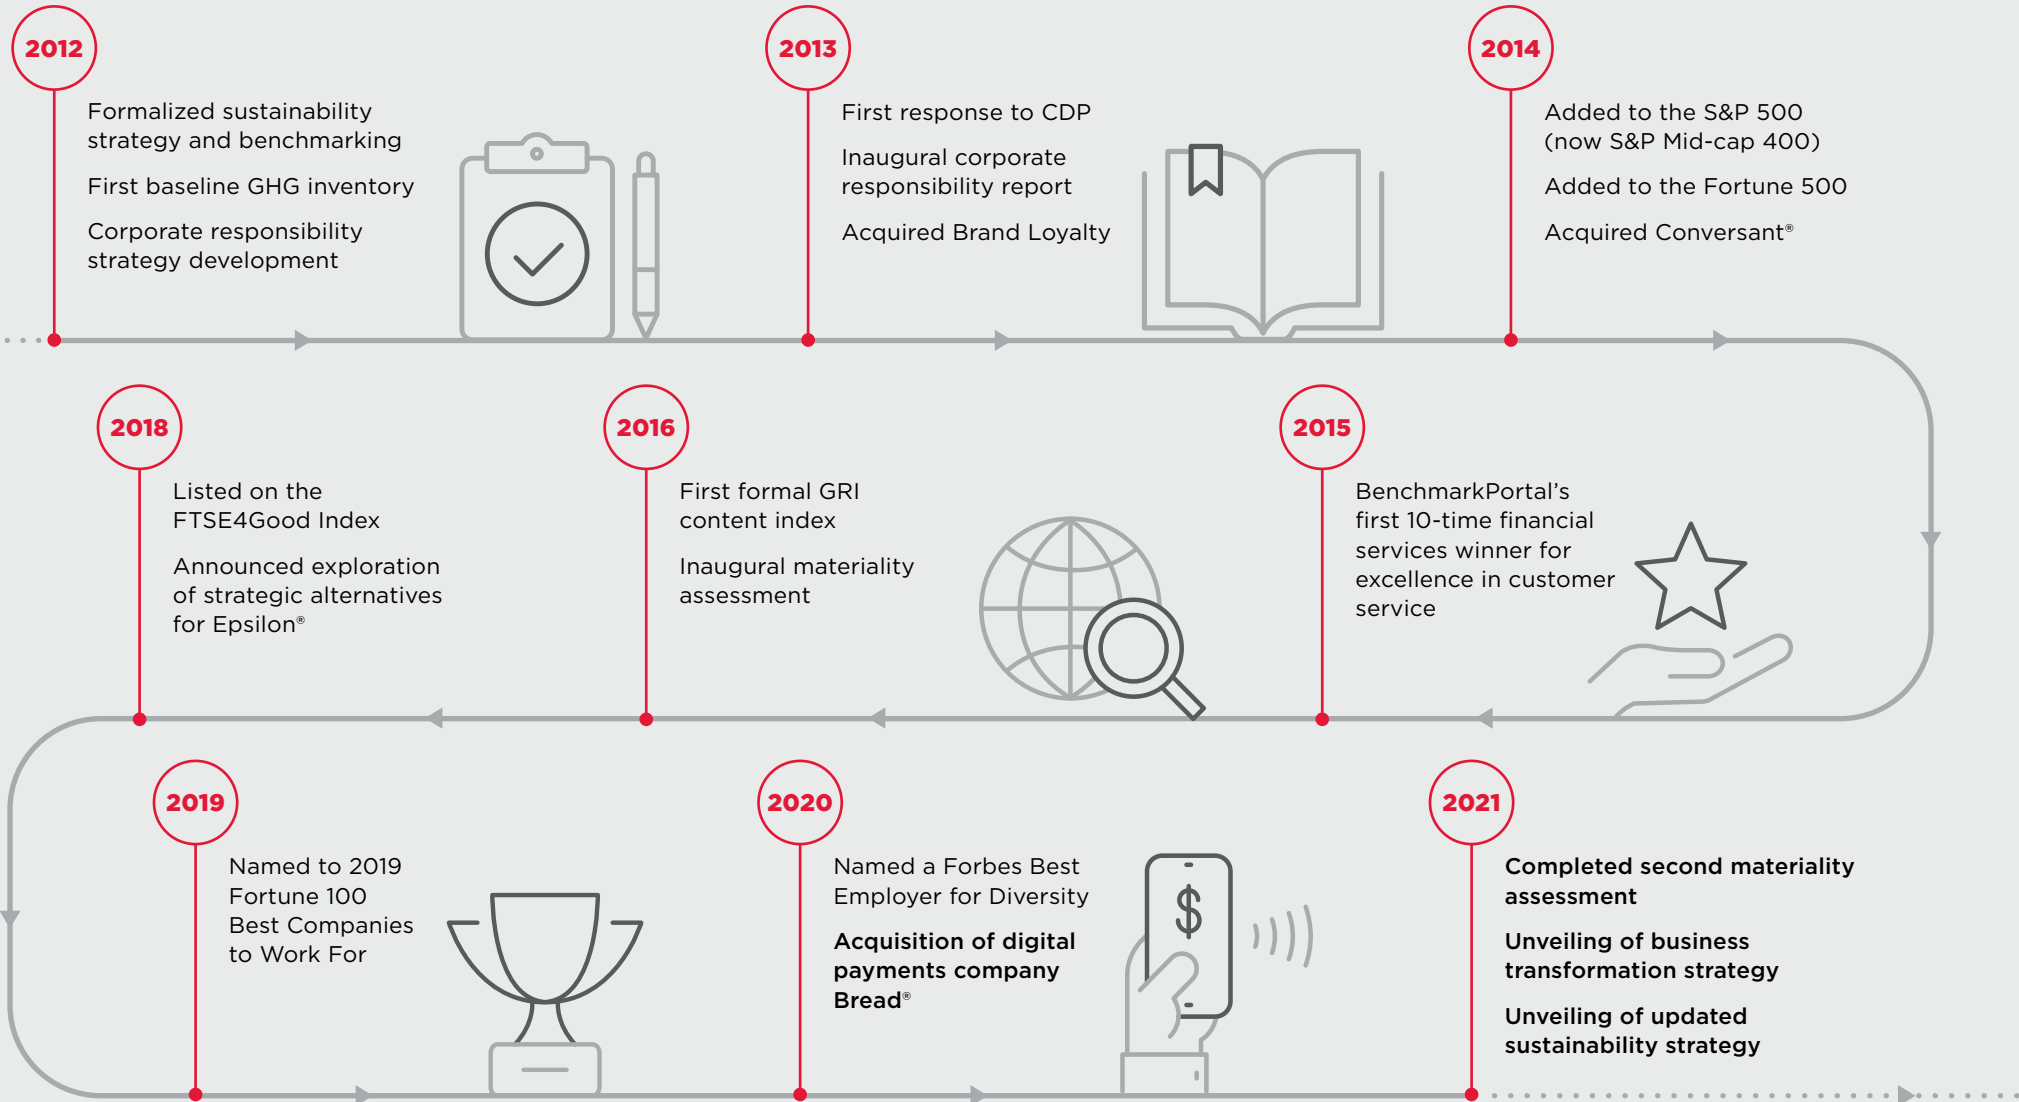 2012
Formalized sustainability
strategy and benchmarking
First baseline GHG inventory
Corporate responsibility
strategy development
2013
First response to CDP
Inaugural corporate
responsibility report
Acquired Brand Loyalty
2014
Added to the S&P 500
(now S&P Mid-cap 400)
Added to the Fortune 500
Acquired Conversant®
2015
BenchmarkPortal’s
first 10-time financial
services winner for
excellence in customer
service
2016
First formal GRI
content index
Inaugural materiality
assessment
2018
Listed on the
FTSE4Good Index
Announced exploration
of strategic alternatives
for Epsilon®
2019
Named to 2019
Fortune 100
Best Companies
to Work For
2020
Named a Forbes Best
Employer for Diversity
Acquisition of digital
payments company
Bread®
$
2021
Completed second materiality
assessment
Unveiling of business
transformation strategy
Unveiling of updated
sustainability strategy